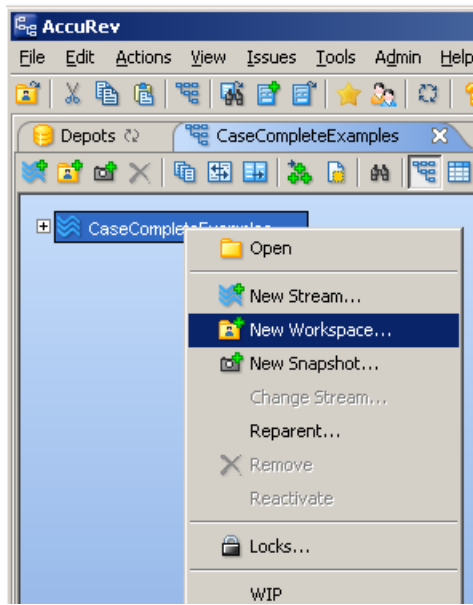 AccuRev
File Edit Actions View Issues Tools Admin Help
Depots CaseCompleteExamples
CaseCompleteExamples
Open
New Stream...
New Workspace...
New Snapshot...
Change Stream...
Reparent...
Remove
Reactivate
Locks...
WIP